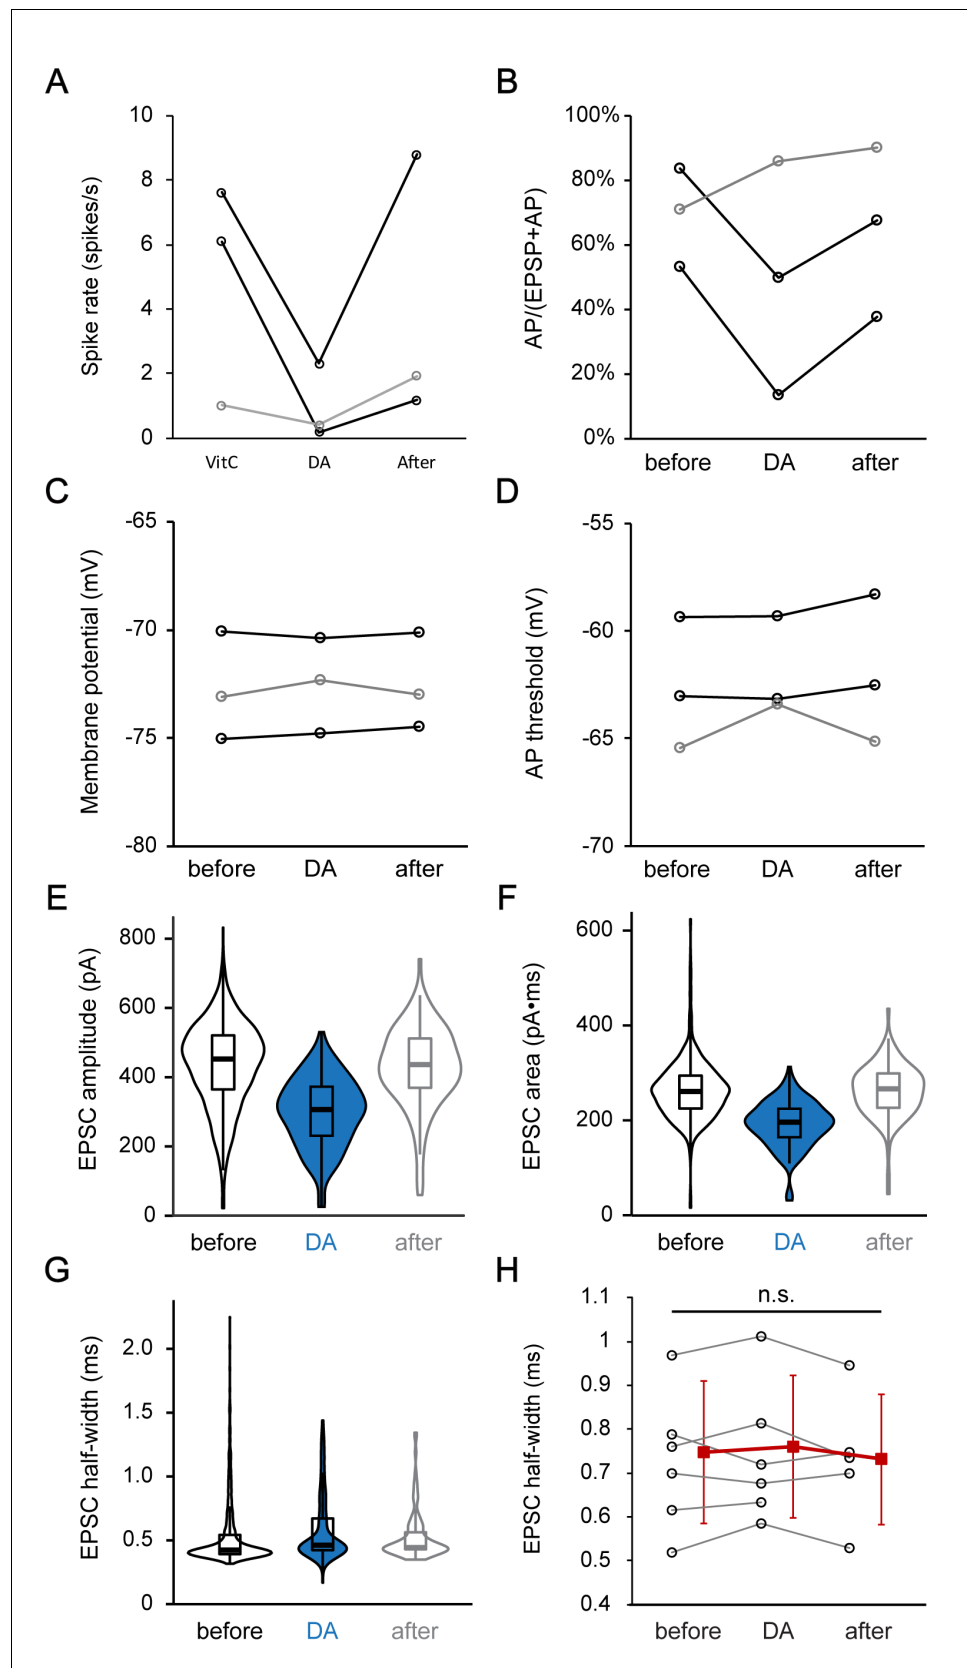 A
Spike rate (spikes/s)
10
8
6
4
2
0
VitC DA After
B
AP/(EPSP+AP)
100%
80%
60%
40%
20%
0%
before DA after
C
Membrane potential (mV)
-65
-70
-75
-80
before DA after
D
AP threshold (mV)
-55
-60
-65
-70
before DA after
E
EPSC amplitude (pA)
800
600
400
200
0
before DA after
F
EPSC area (pA•ms)
600
400
200
0
before DA after
G
EPSC half-width (ms)
2.0
1.5
1.0
0.5
0
before DA after
H
EPSC half-width (ms)
n.s.
1.1
1
0.9
0.8
0.7
0.6
0.5
0.4
before DA after